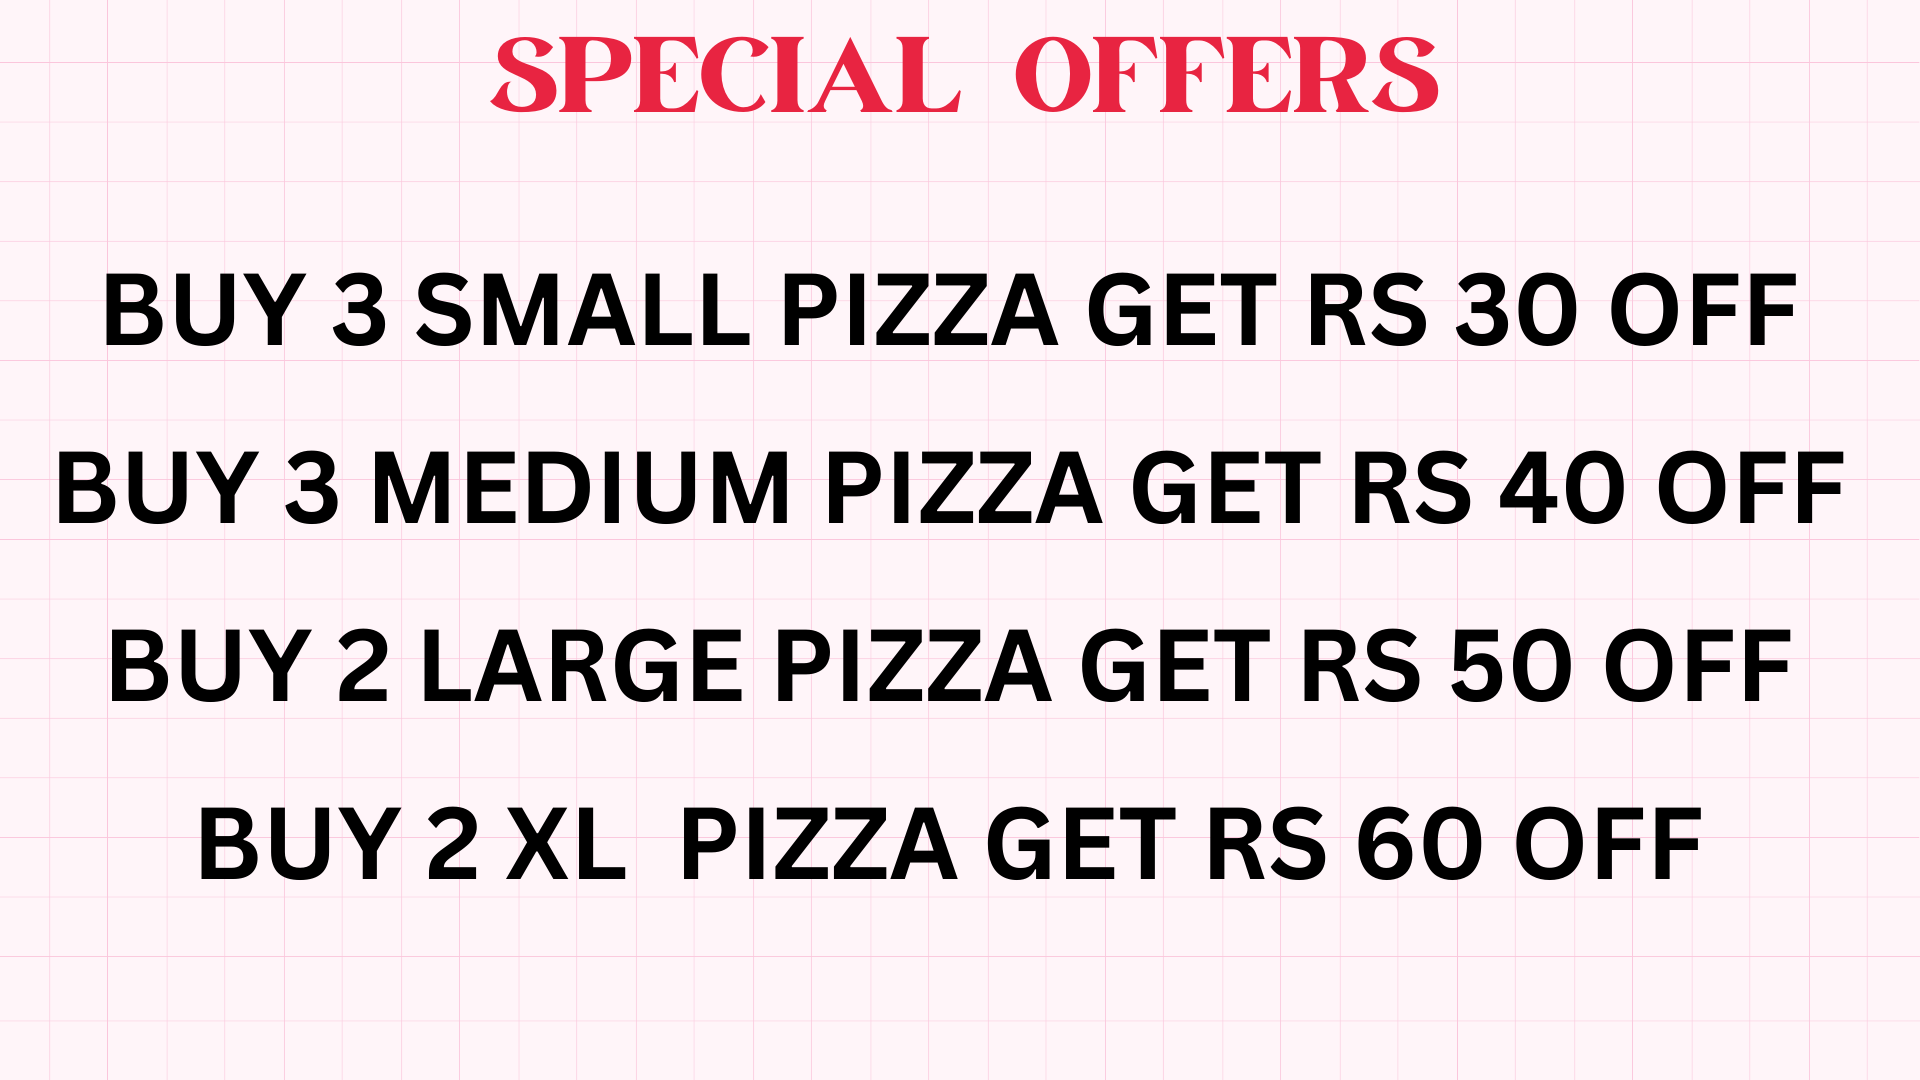 SPECIAL OFFERS
BUY 3 SMALL PIZZA GET RS 30 OFF
BUY 3 MEDIUM PIZZA GET RS 40 OFF
BUY 2 LARGE PIZZA GET RS 50 OFF
BUY 2 XL PIZZA GET RS 60 OFF